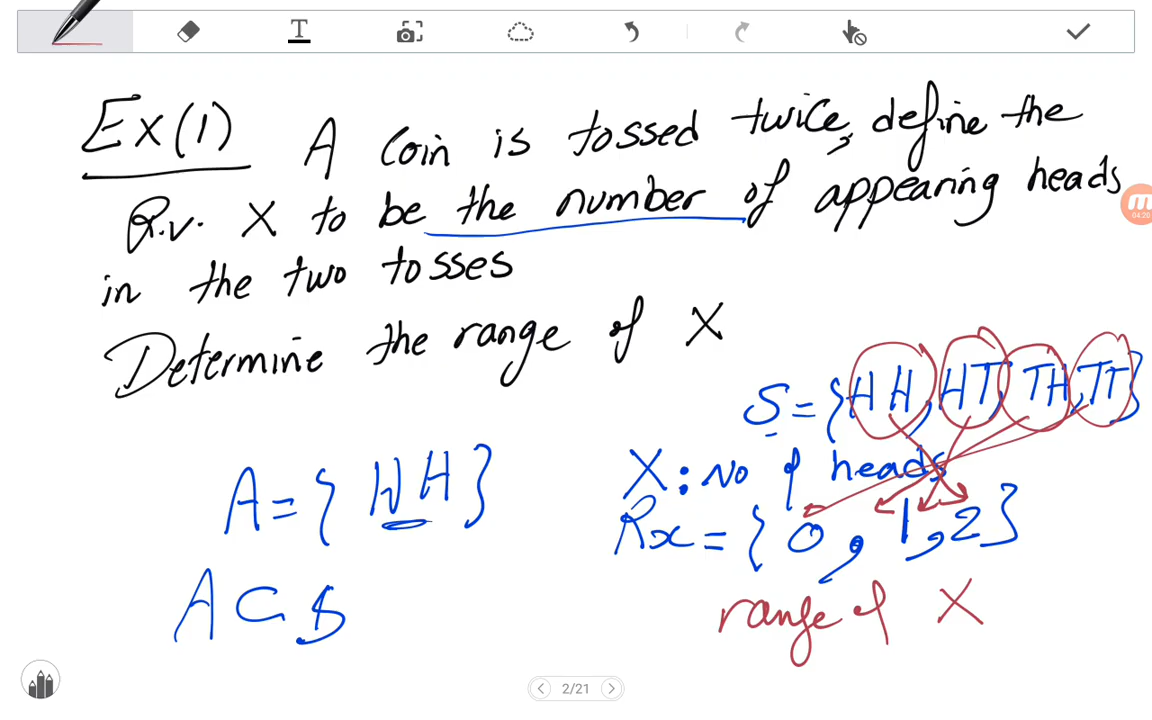 T
Ex(1) A Coin is tossed twice, define the
R.v. X to be the number of appearing heads
in the two tosses
Determine the range of X
S = {HH, HT, TH, TT}
X : No of heads
Rx = {0, 1, 2}
range of X
A = {HH}
A ⊂ S
04:20
2/21